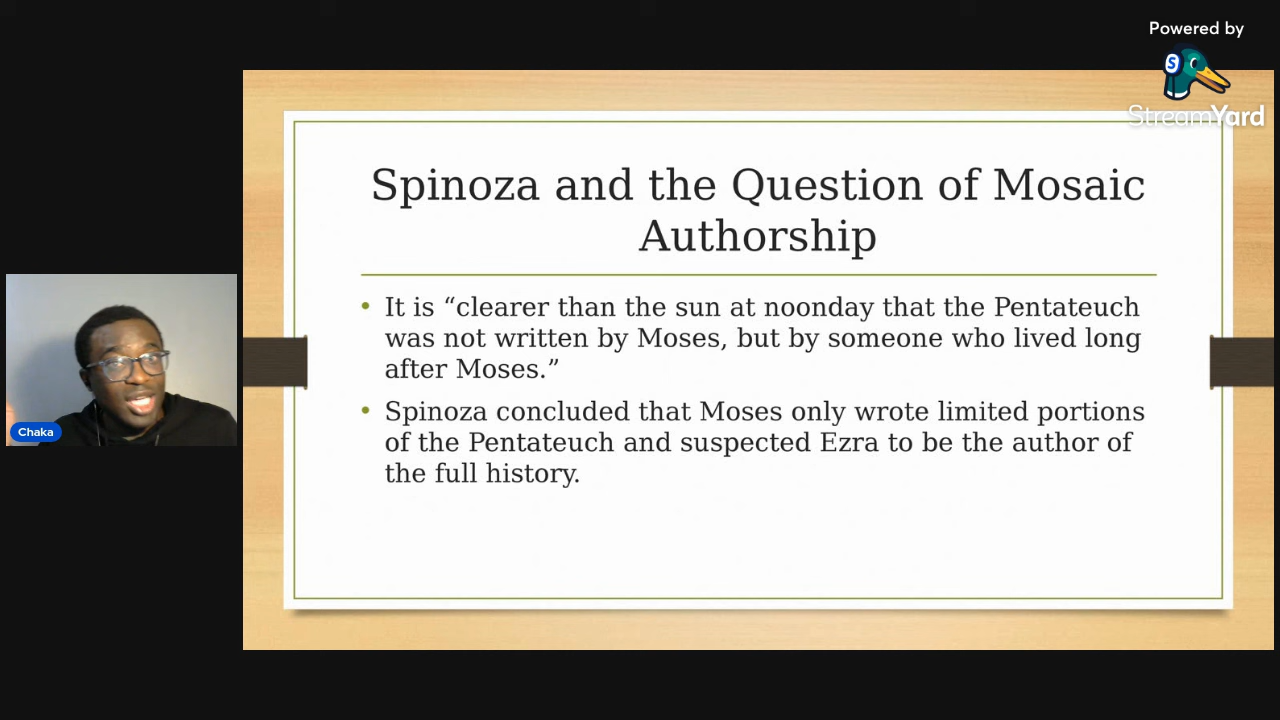 Powered by
S
StreamYard
Spinoza and the Question of Mosaic
Authorship
• It is “clearer than the sun at noonday that the Pentateuch
was not written by Moses, but by someone who lived long
after Moses.”
• Spinoza concluded that Moses only wrote limited portions
of the Pentateuch and suspected Ezra to be the author of
the full history.
Chaka